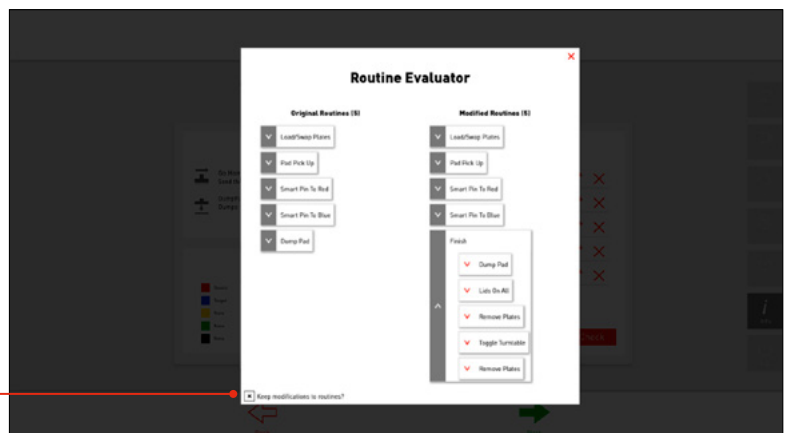 Routine Evaluator
Original Routines (5)
Modified Routines (5)
Load/Swap Plates
Pad Pick Up
Smart Pin To Red
Smart Pin To Blue
Dump Pad
Load/Swap Plates
Pad Pick Up
Smart Pin To Red
Smart Pin To Blue
Finish
Dump Pad
Lids On All
Remove Plates
Toggle Turntable
Remove Plates
Keep modifications is routines?